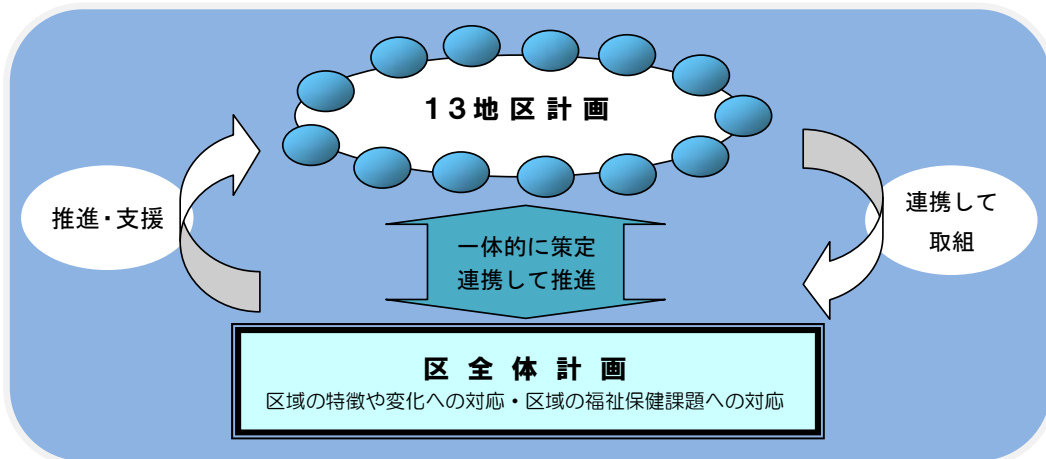 13地区計画
推進・支援
一体的に策定
連携して推進
連携して
取組
区全体計画
区域の特徴や変化への対応・区域の福祉保健課題への対応